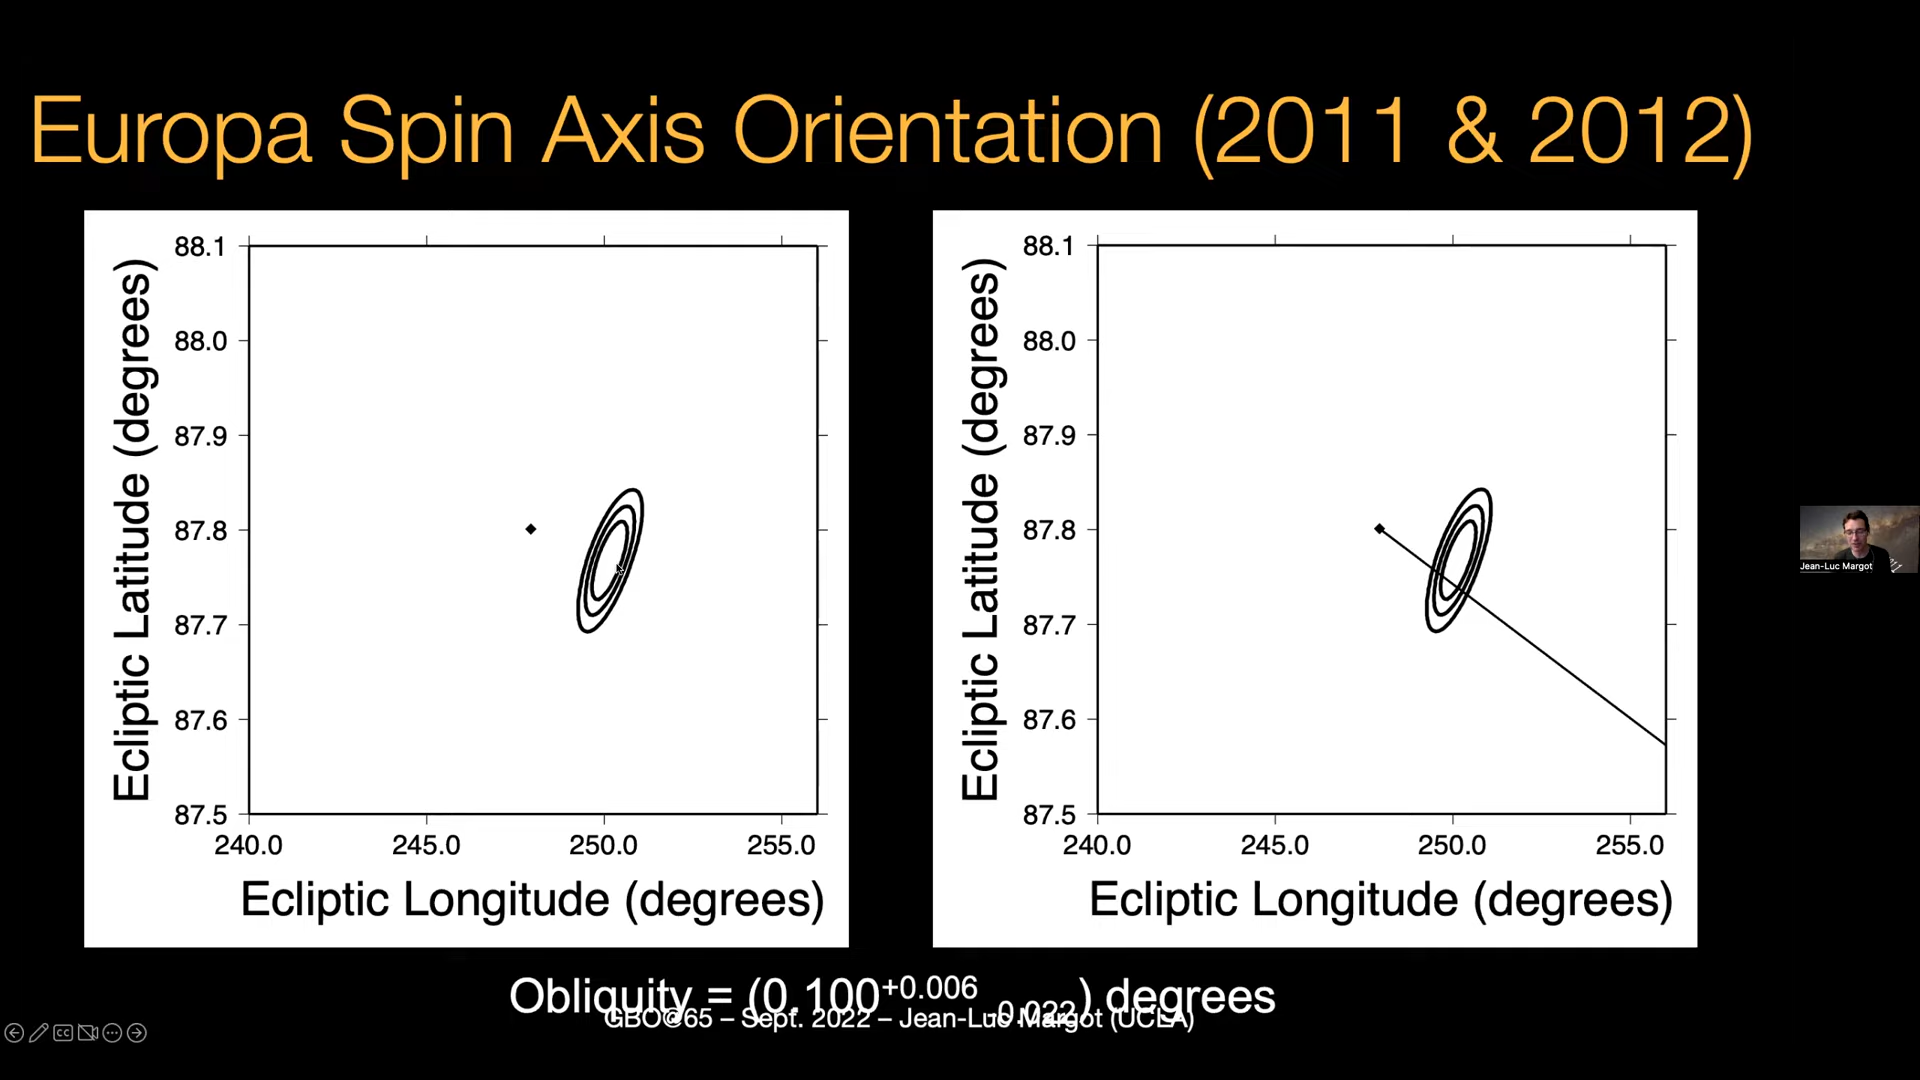 Europa Spin Axis Orientation (2011 & 2012)
Ecliptic Latitude (degrees)
88.1
88.0
87.9
87.8
87.7
87.6
87.5
240.0 245.0 250.0 255.0
Ecliptic Longitude (degrees)
Ecliptic Latitude (degrees)
88.1
88.0
87.9
87.8
87.7
87.6
87.5
240.0 245.0 250.0 255.0
Ecliptic Longitude (degrees)
Jean-Luc Margot
Obliquity = (0.100+0.006 -0.022) degrees
GBO@65 – Sept. 2022 – Jean-Luc Margot (UCLA)
CC